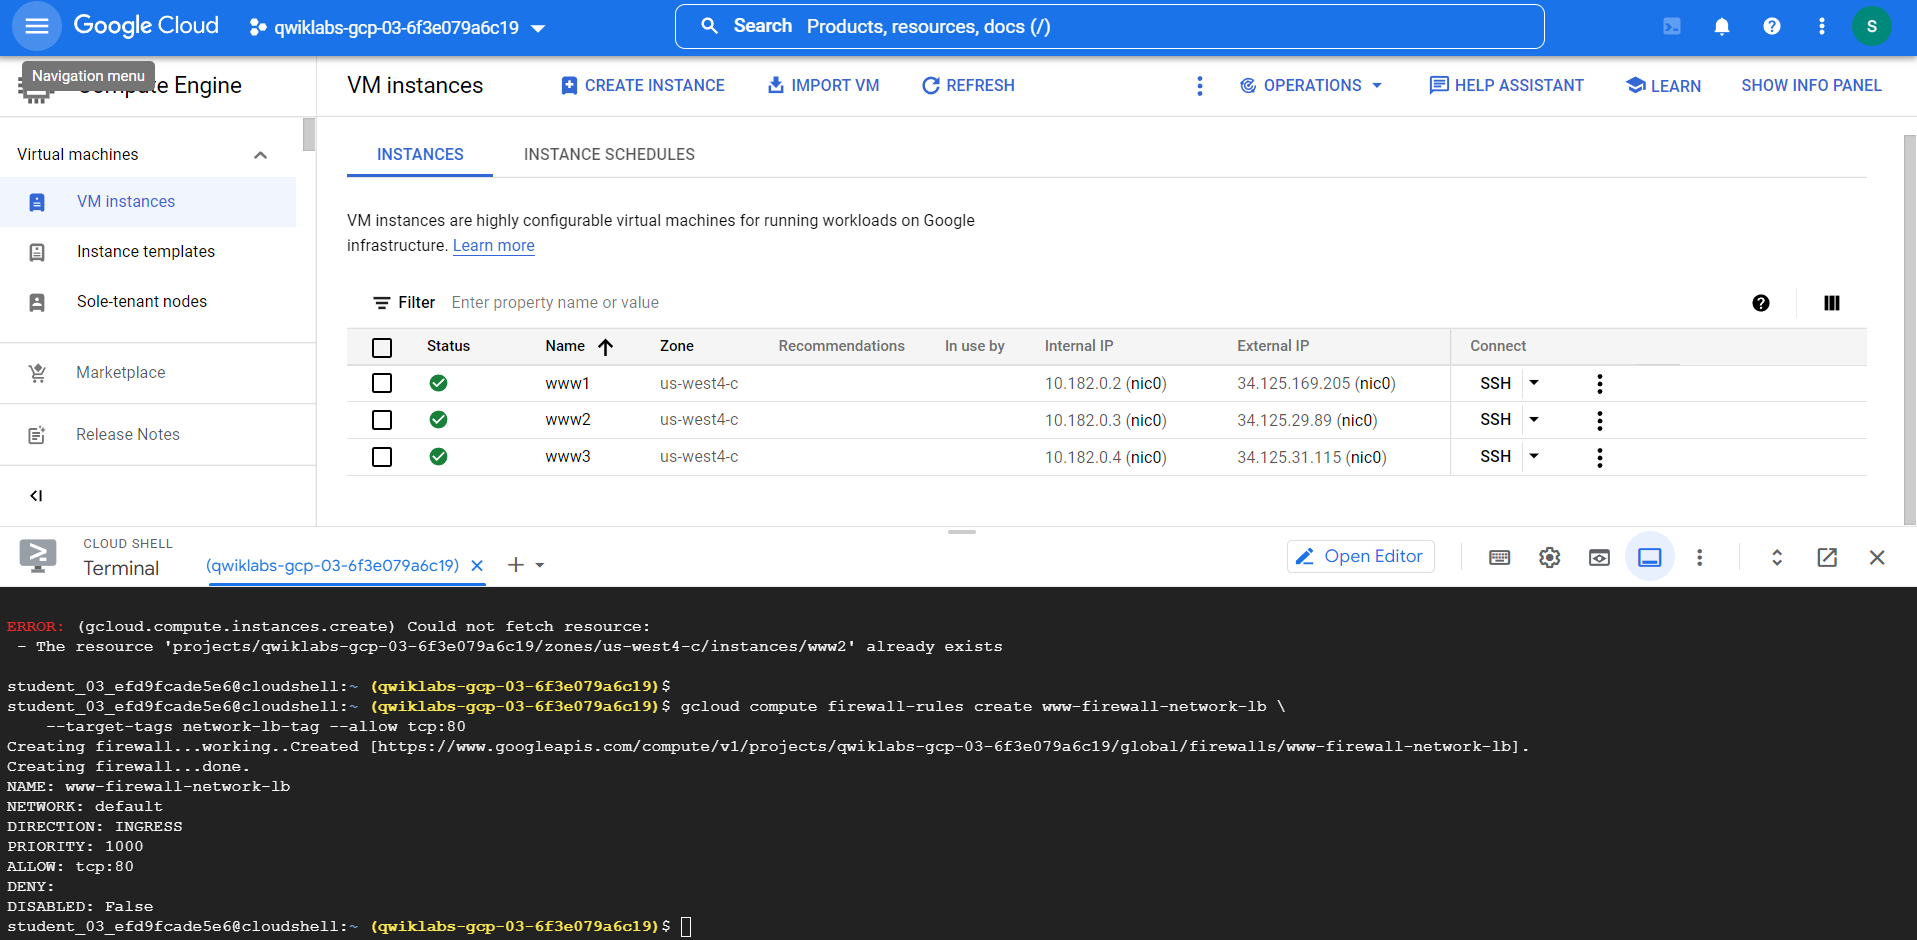 Google Cloud
qwiklabs-gcp-03-6f3e079a6c19
Search Products, resources, docs (/)
S
Navigation menu
Compute Engine
VM instances
CREATE INSTANCE
IMPORT VM
REFRESH
OPERATIONS
HELP ASSISTANT
LEARN
SHOW INFO PANEL
Virtual machines
VM instances
Instance templates
Sole-tenant nodes
Marketplace
Release Notes
INSTANCES
INSTANCE SCHEDULES
VM instances are highly configurable virtual machines for running workloads on Google
infrastructure. Learn more
Filter Enter property name or value
Status Name Zone Recommendations In use by Internal IP External IP Connect
www1 us-west4-c 10.182.0.2 (nic0) 34.125.169.205 (nic0) SSH
www2 us-west4-c 10.182.0.3 (nic0) 34.125.29.89 (nic0) SSH
www3 us-west4-c 10.182.0.4 (nic0) 34.125.31.115 (nic0) SSH
CLOUD SHELL
Terminal
(qwiklabs-gcp-03-6f3e079a6c19)
Open Editor
ERROR: (gcloud.compute.instances.create) Could not fetch resource:
- The resource 'projects/qwiklabs-gcp-03-6f3e079a6c19/zones/us-west4-c/instances/www2' already exists
student_03_efd9fcade5e6@cloudshell:~ (qwiklabs-gcp-03-6f3e079a6c19)$
student_03_efd9fcade5e6@cloudshell:~ (qwiklabs-gcp-03-6f3e079a6c19)$ gcloud compute firewall-rules create www-firewall-network-lb \
--target-tags network-lb-tag --allow tcp:80
Creating firewall...working..Created [https://www.googleapis.com/compute/v1/projects/qwiklabs-gcp-03-6f3e079a6c19/global/firewalls/www-firewall-network-lb].
Creating firewall...done.
NAME: www-firewall-network-lb
NETWORK: default
DIRECTION: INGRESS
PRIORITY: 1000
ALLOW: tcp:80
DENY:
DISABLED: False
student_03_efd9fcade5e6@cloudshell:~ (qwiklabs-gcp-03-6f3e079a6c19)$